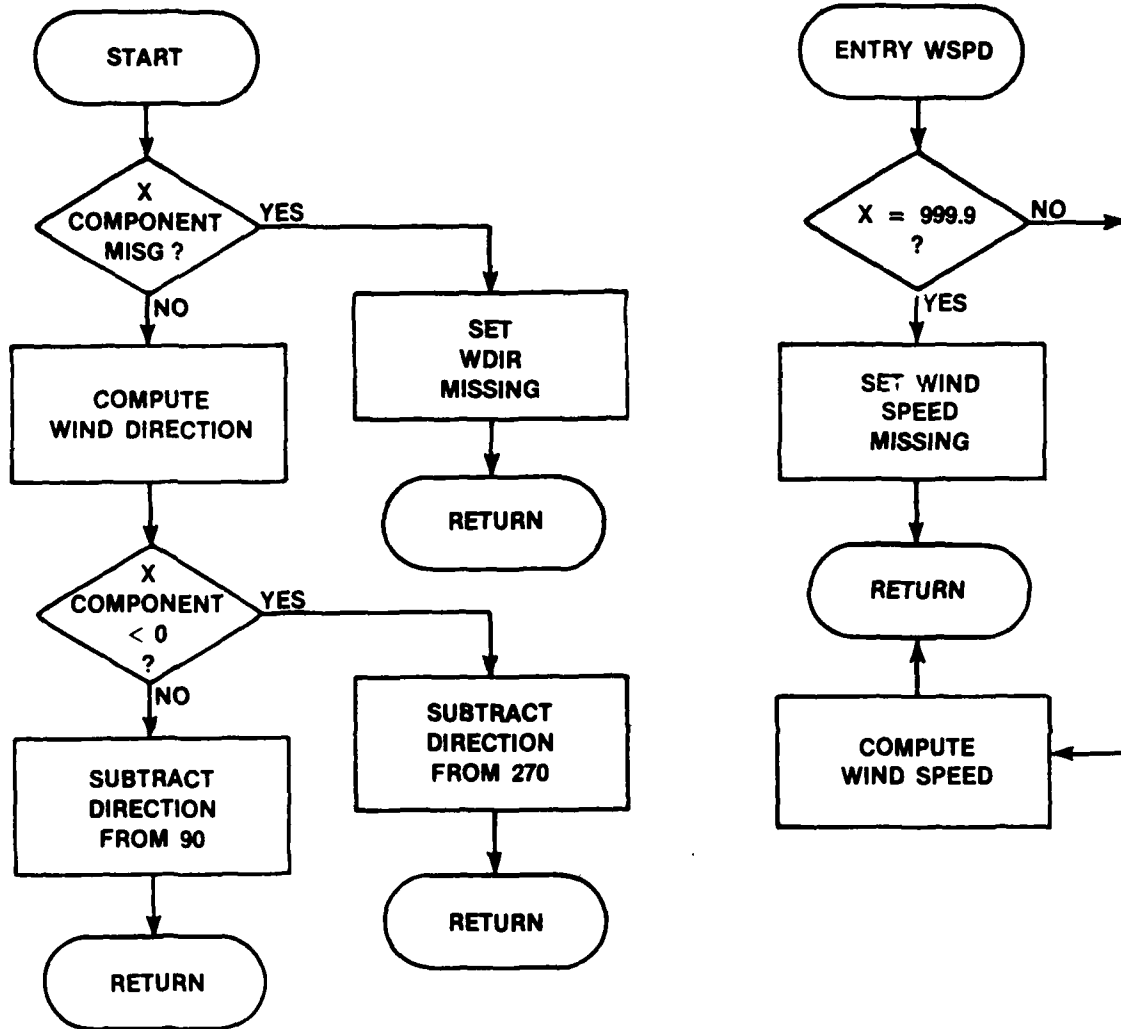 START
X
COMPONENT
MISG ?
YES
NO
SET
WDIR
MISSING
COMPUTE
WIND DIRECTION
RETURN
X
COMPONENT
< 0
?
YES
NO
SUBTRACT
DIRECTION
FROM 270
SUBTRACT
DIRECTION
FROM 90
RETURN
RETURN
ENTRY WSPD
X = 999.9
?
NO
YES
SET WIND
SPEED
MISSING
RETURN
COMPUTE
WIND SPEED